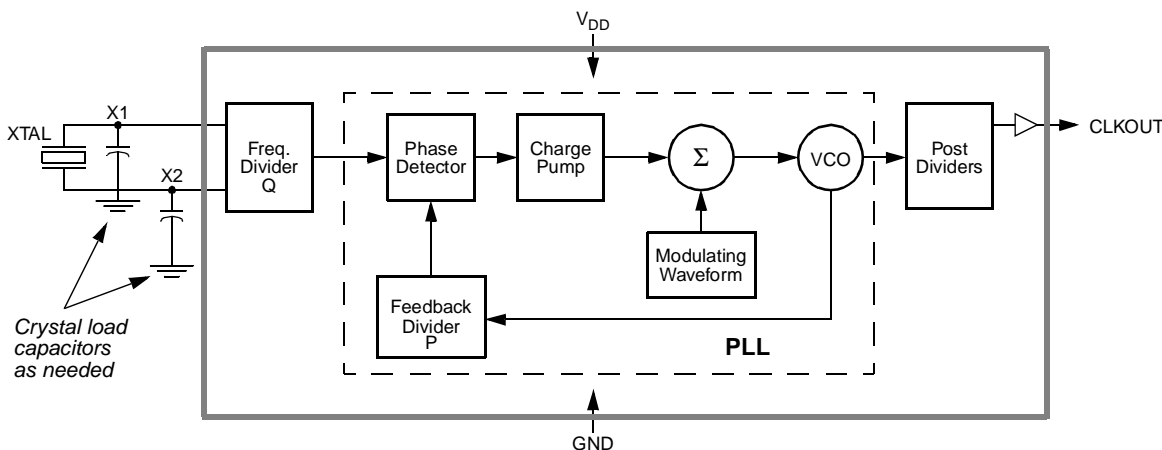 V_DD
XTAL
X1
X2
Freq.
Divider
Q
Phase
Detector
Charge
Pump
Σ
VCO
Post
Dividers
CLKOUT
Modulating
Waveform
Feedback
Divider
P
PLL
Crystal load
capacitors
as needed
GND